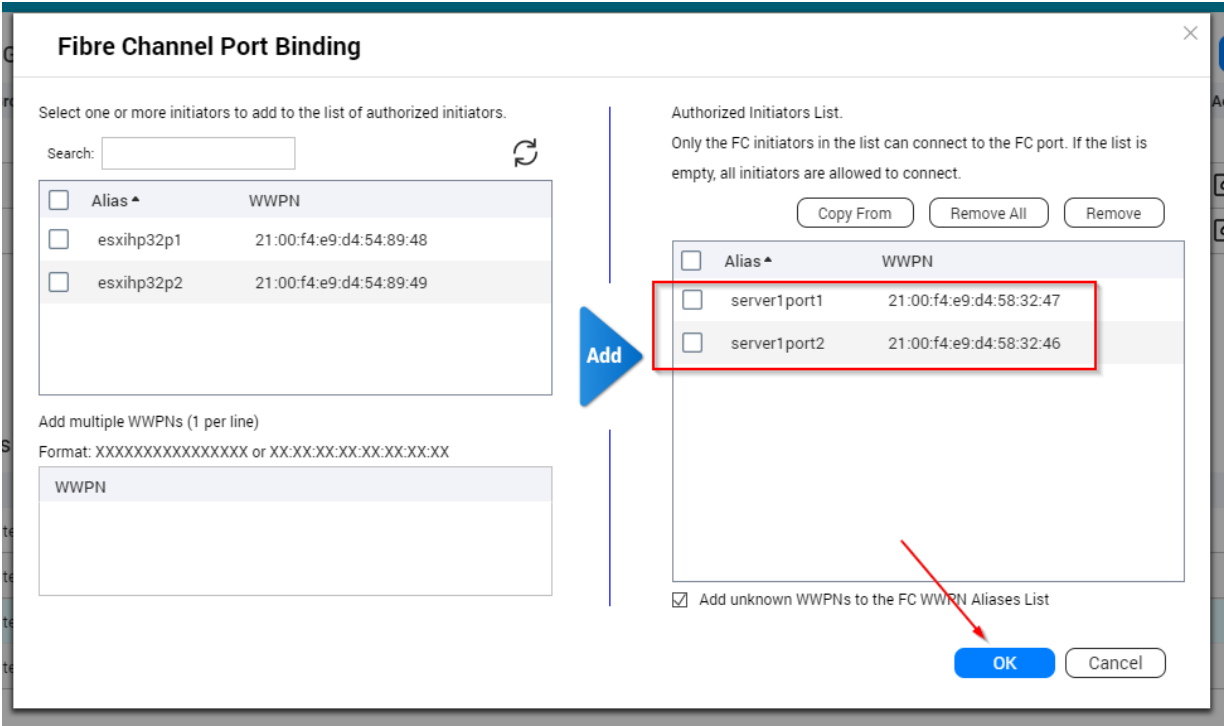 Fibre Channel Port Binding
Select one or more initiators to add to the list of authorized initiators.
Search:
Alias WWPN
esxihp32p1 21:00:f4:e9:d4:54:89:48
esxihp32p2 21:00:f4:e9:d4:54:89:49
Add multiple WWPNs (1 per line)
Format: XXXXXXXXXXXXXXXX or XX:XX:XX:XX:XX:XX:XX:XX
WWPN
Add
Authorized Initiators List.
Only the FC initiators in the list can connect to the FC port. If the list is
empty, all initiators are allowed to connect.
Copy From Remove All Remove
Alias WWPN
server1port1 21:00:f4:e9:d4:58:32:47
server1port2 21:00:f4:e9:d4:58:32:46
Add unknown WWPNs to the FC WWPN Aliases List
OK Cancel